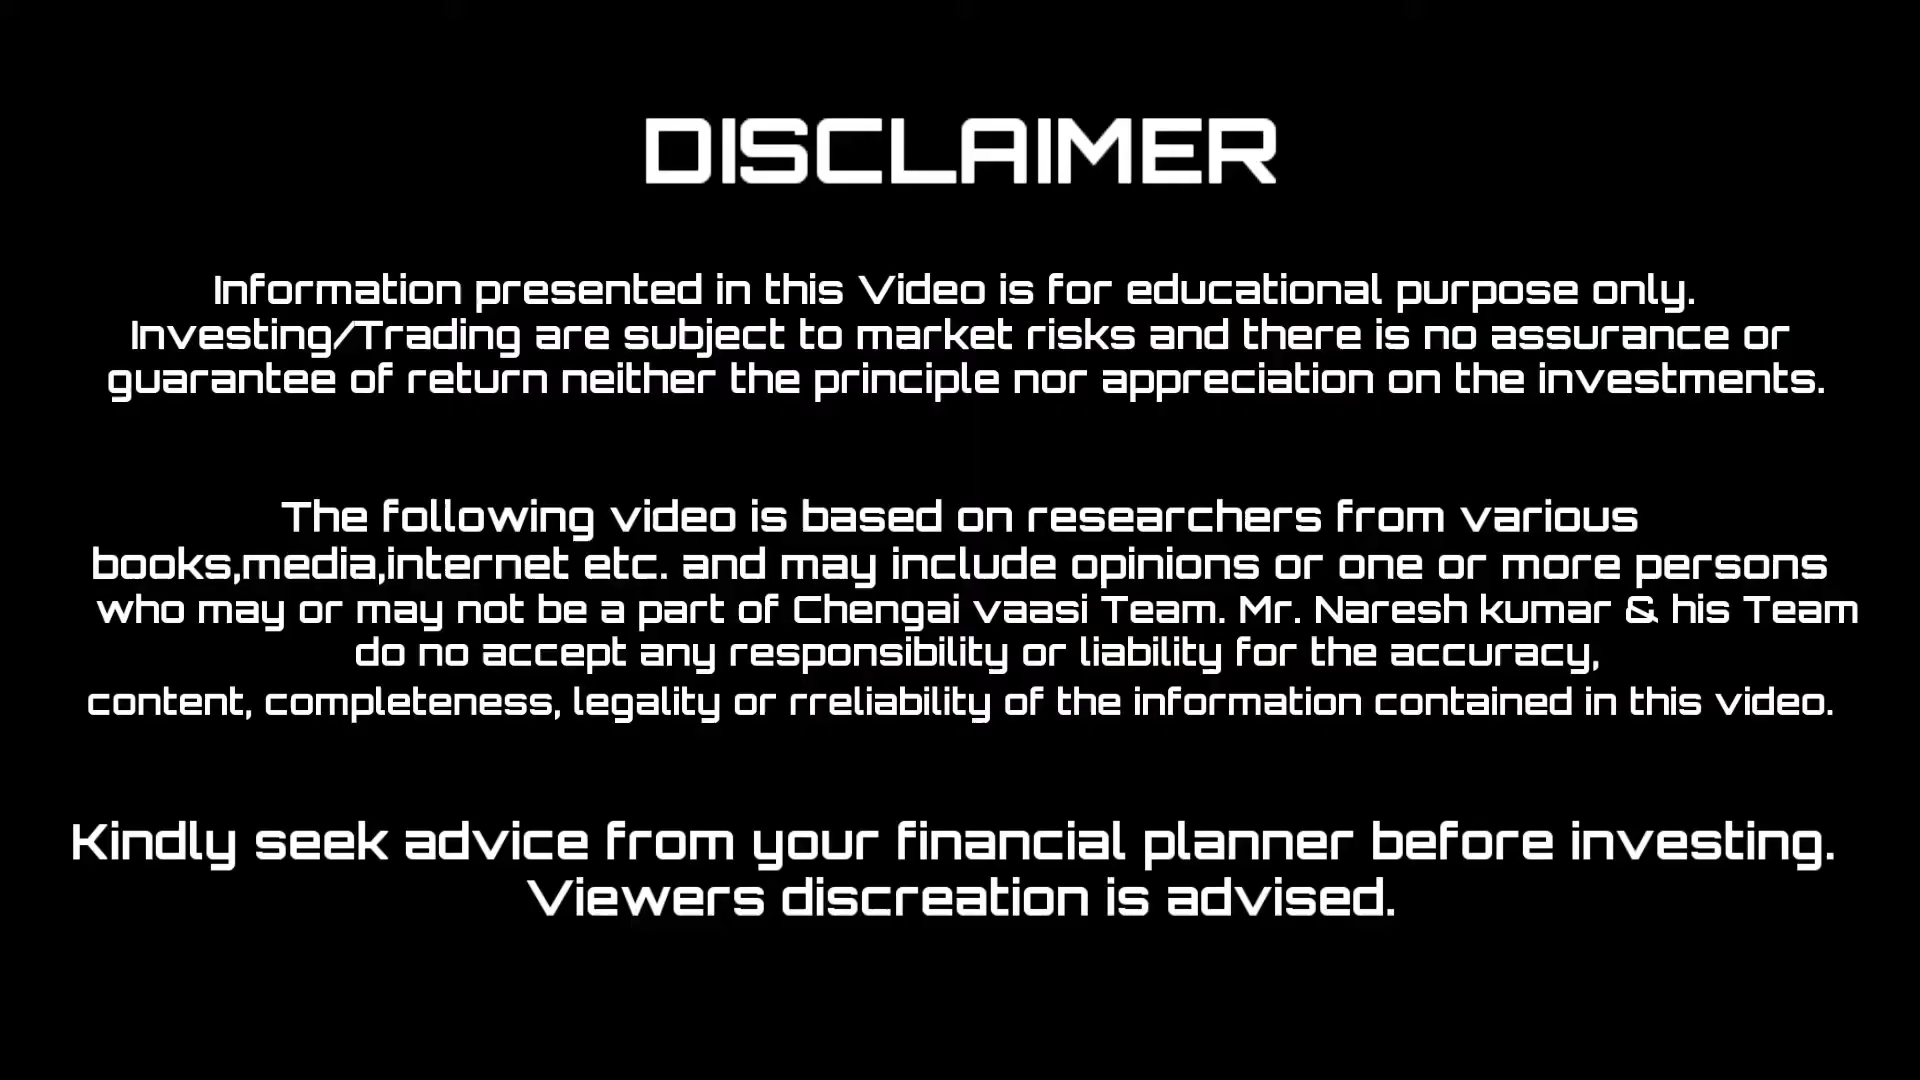 DISCLAIMER
Information presented in this Video is for educational purpose only.
Investing/Trading are subject to market risks and there is no assurance or
guarantee of return neither the principle nor appreciation on the investments.
The following video is based on researchers from various
books,media,internet etc. and may include opinions or one or more persons
who may or may not be a part of Chengai vaasi Team. Mr. Naresh kumar & his Team
do no accept any responsibility or liability for the accuracy,
content, completeness, legality or rreliability of the information contained in this video.
Kindly seek advice from your financial planner before investing.
Viewers discreation is advised.